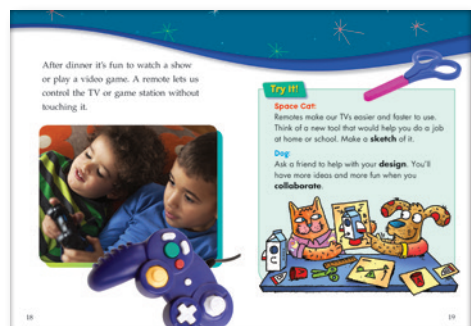 After dinner it's fun to watch a show
or play a video game. A remote lets us
control the TV or game station without
touching it.
18
Try it!
Space Cat:
Remotes make our TVs easier and faster to use.
Think of a new tool that would help you do a job
at home or school. Make a sketch of it.
Dog:
Ask a friend to help with your design. You'll
have more ideas and more fun when you
collaborate.
19